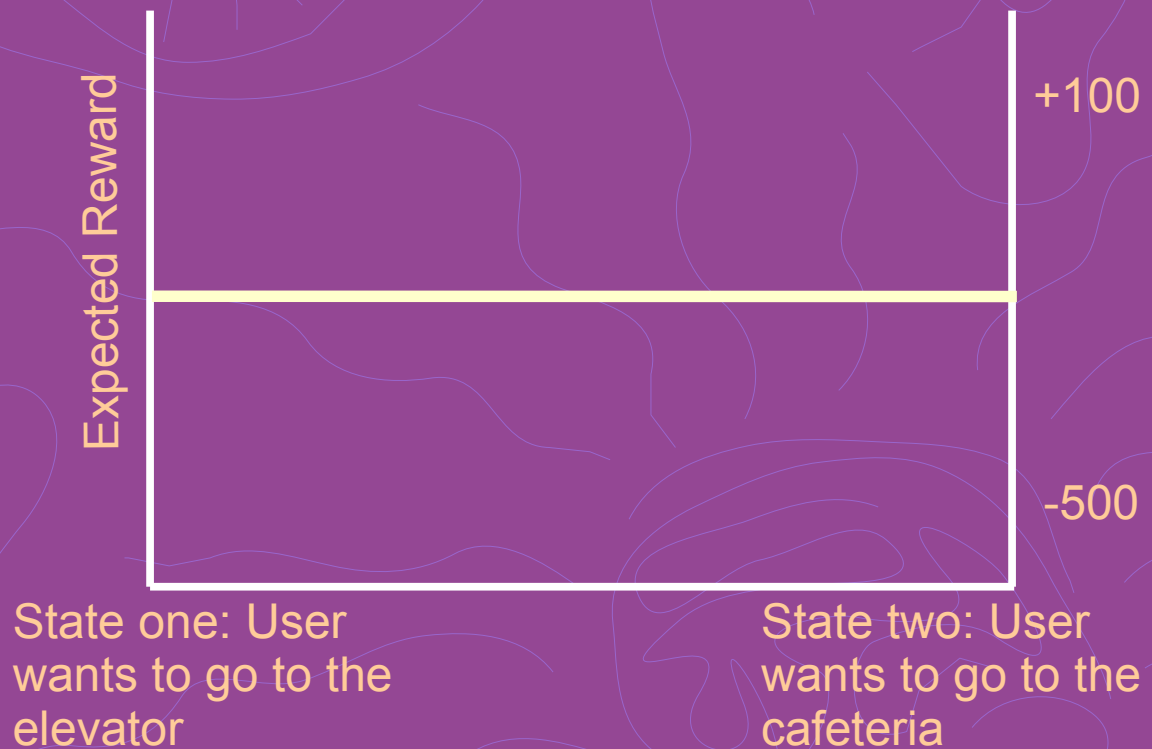 Expected Reward
+100
-500
State one: User
wants to go to the
elevator
State two: User
wants to go to the
cafeteria